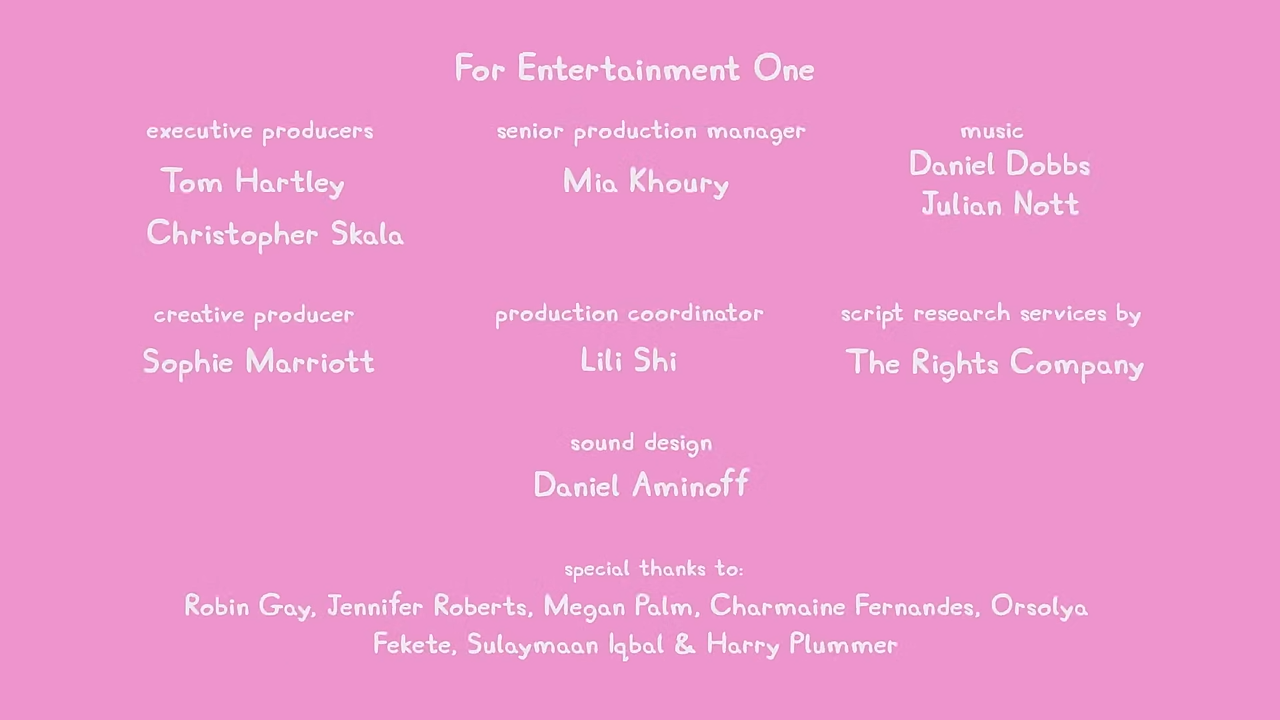 For Entertainment One
executive producers
Tom Hartley
Christopher Skala
senior production manager
Mia Khoury
music
Daniel Dobbs
Julian Nott
creative producer
Sophie Marriott
production coordinator
Lili Shi
script research services by
The Rights Company
sound design
Daniel Aminoff
special thanks to:
Robin Gay, Jennifer Roberts, Megan Palm, Charmaine Fernandes, Orsolya
Fekete, Sulaymaan Iqbal & Harry Plummer